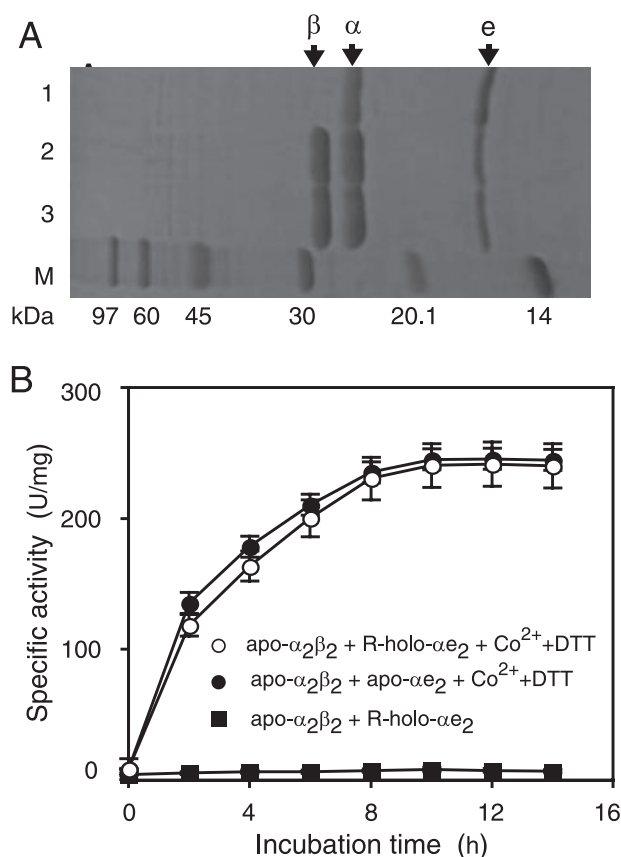 A
β α e
1
2
3
M
kDa 97 60 45 30 20.1 14
B
300
200
100
0
Specific activity (U/mg)
apo-α₂β₂ + R-holo-αe₂ + Co²⁺+DTT
apo-α₂β₂ + apo-αe₂ + Co²⁺+DTT
apo-α₂β₂ + R-holo-αe₂
0 4 8 12 16
Incubation time (h)